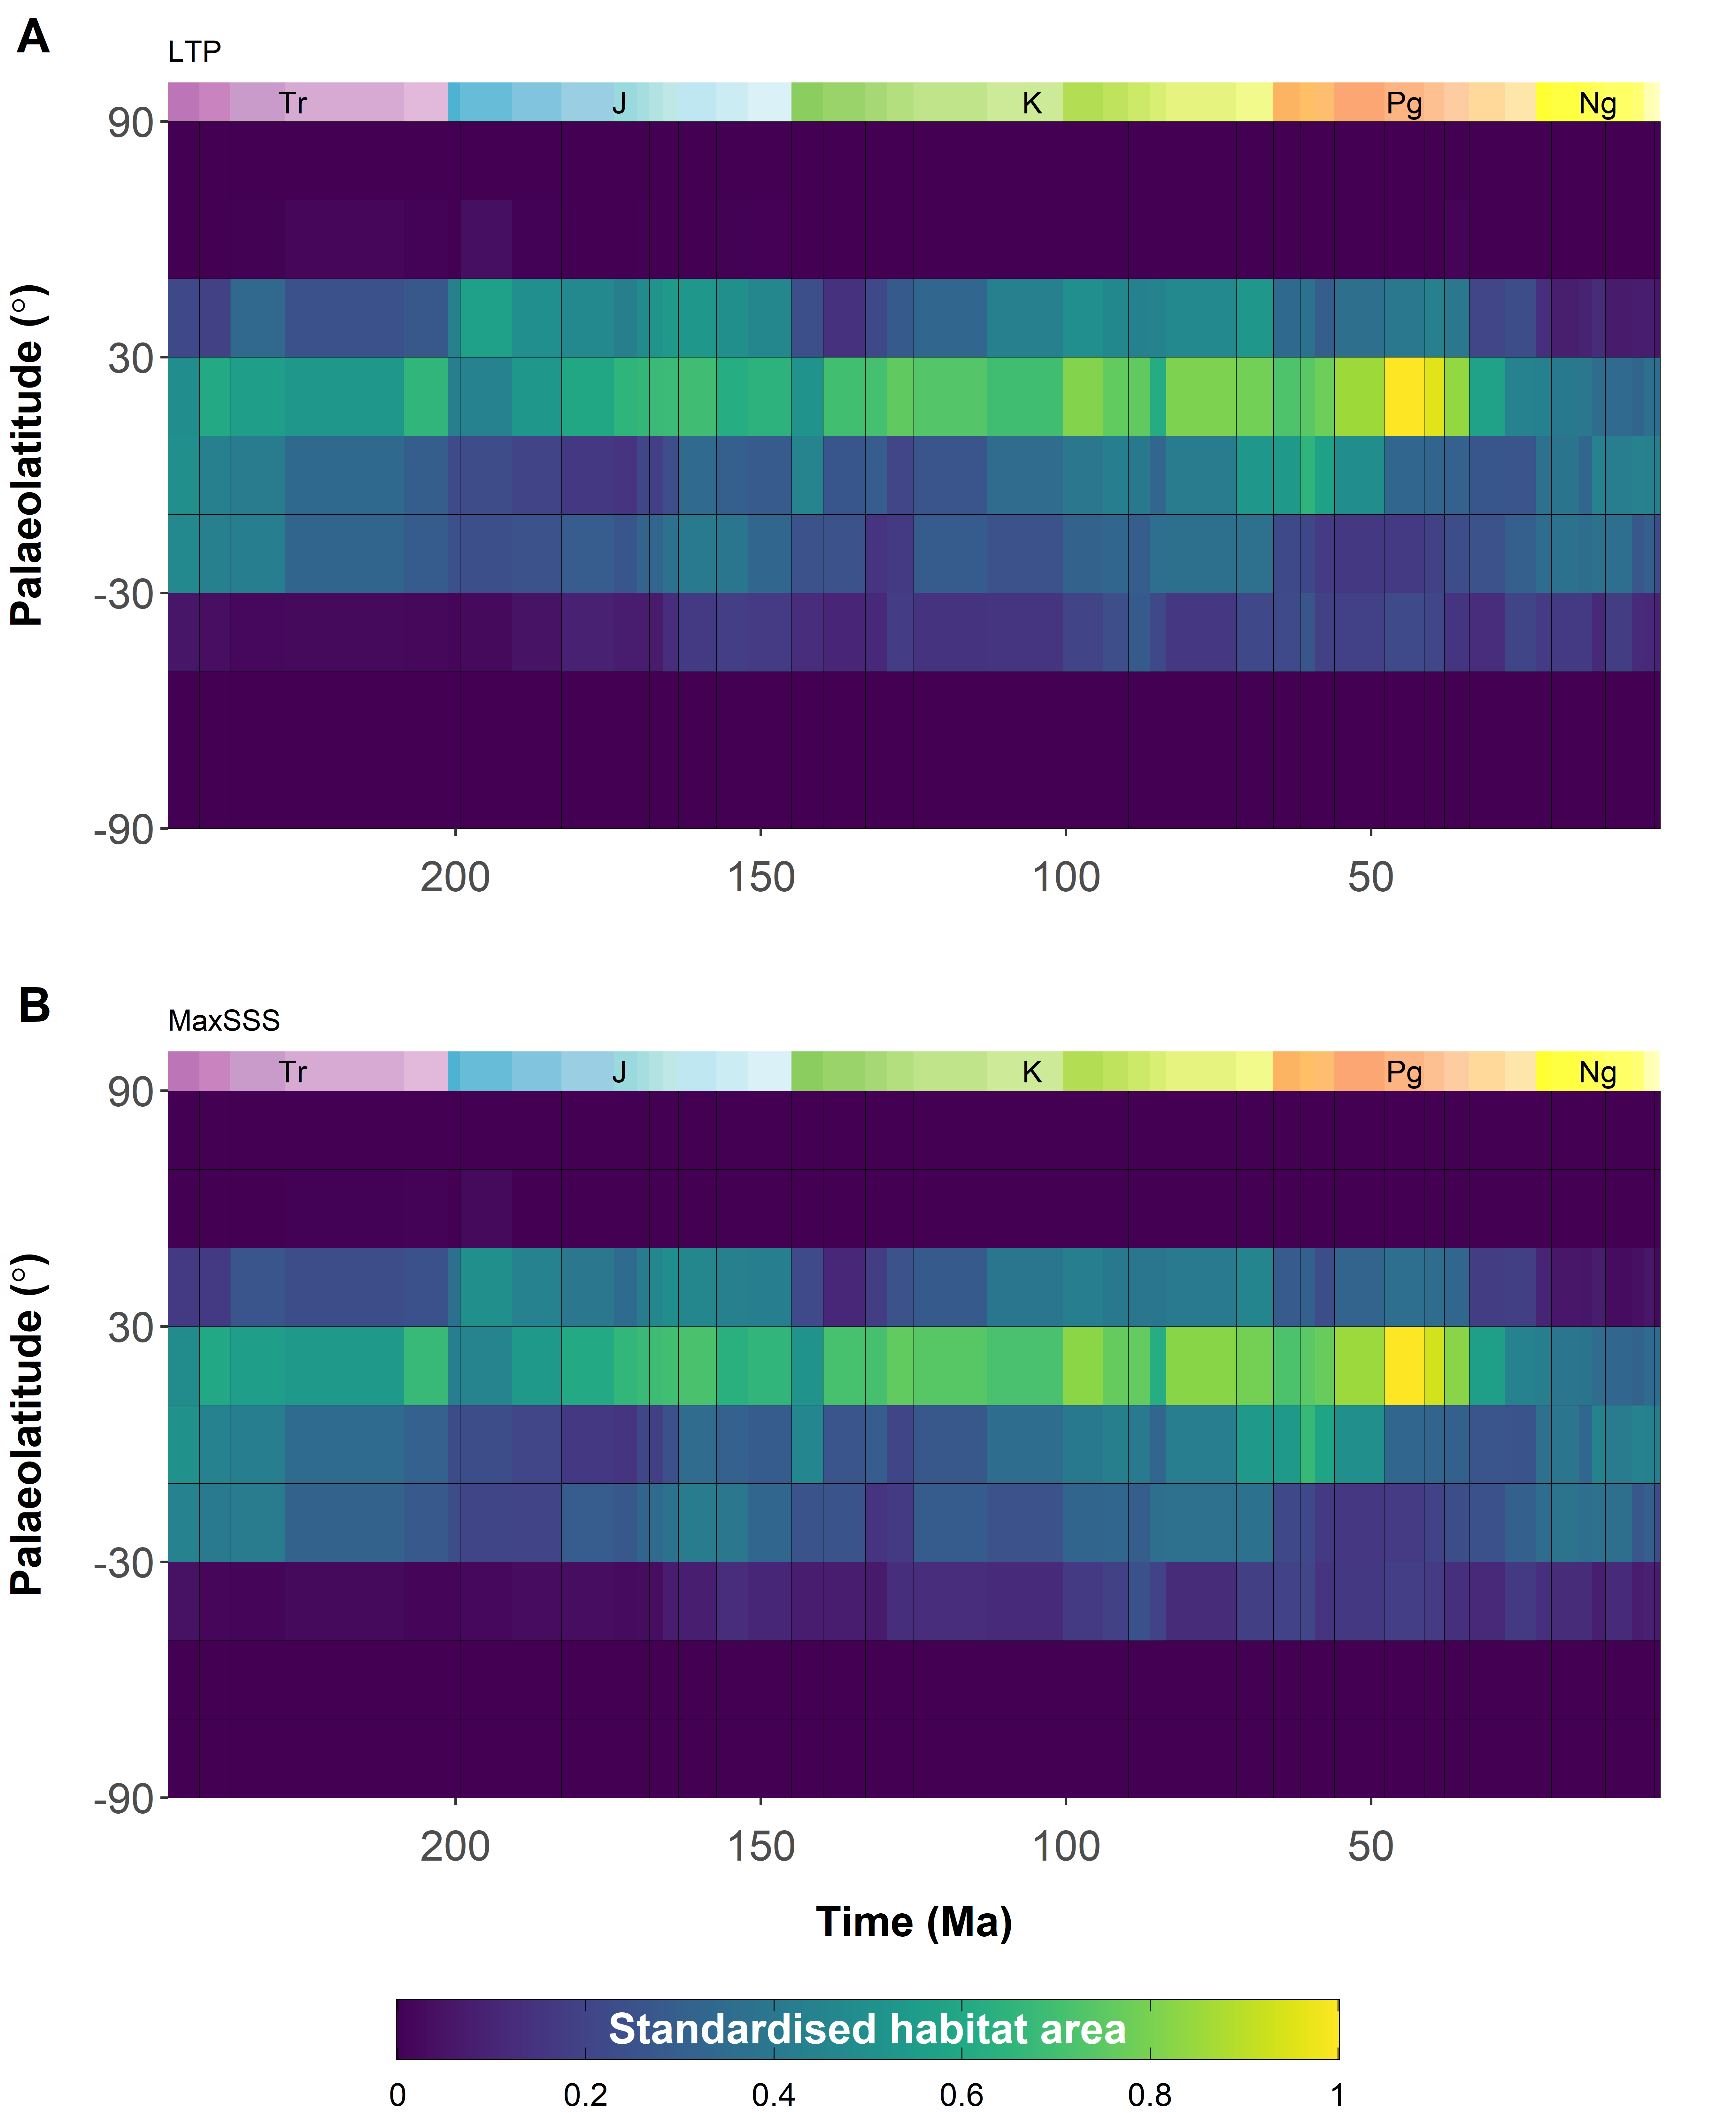 A
LTP
Tr J K Pg Ng
90
30
-30
-90
Palaeolatitude (°)
200 150 100 50
B
MaxSSS
Tr J K Pg Ng
90
30
-30
-90
Palaeolatitude (°)
200 150 100 50
Time (Ma)
Standardised habitat area
0 0.2 0.4 0.6 0.8 1